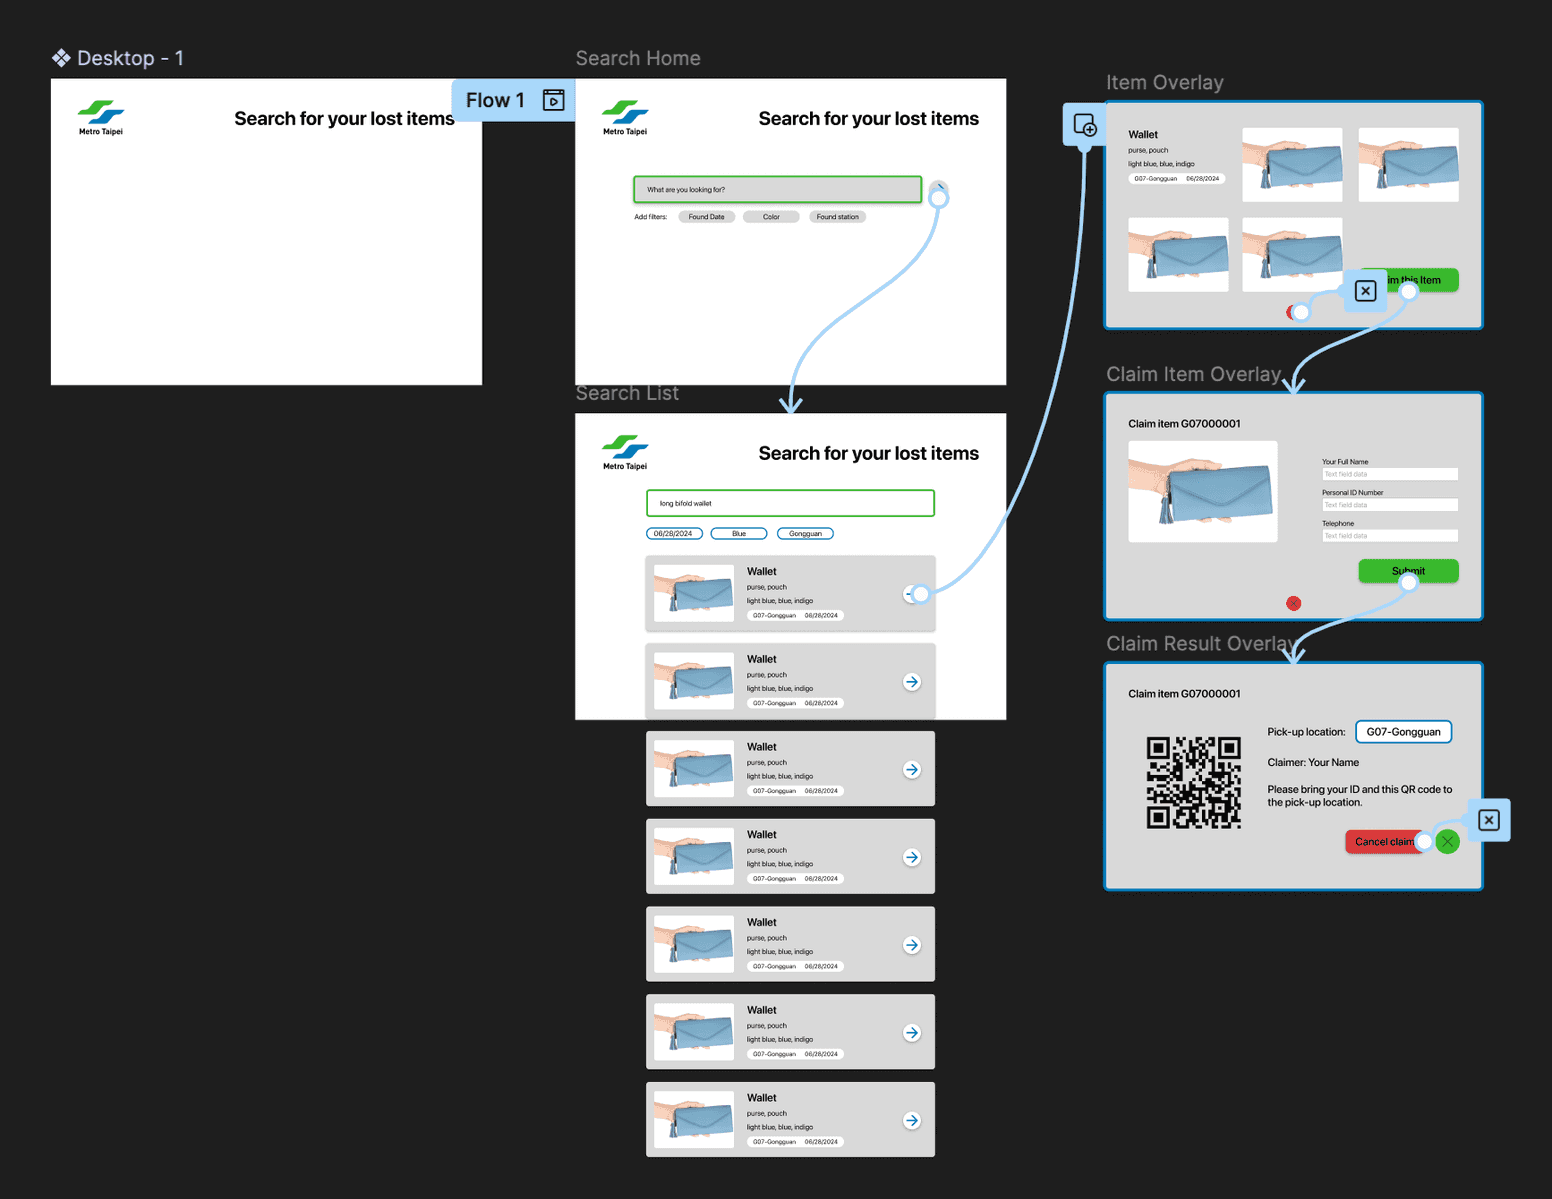 Desktop - 1
Metro Taipei
Search for your lost items
Flow 1
Search Home
Metro Taipei
Search for your lost items
What are you looking for?
Add filters: Found Date Color Found station
Search List
Metro Taipei
Search for your lost items
long bifold wallet
06/28/2024 Blue Gongguan
Wallet
purse, pouch
light blue, blue, indigo
G07-Gongguan 06/28/2024
Wallet
purse, pouch
light blue, blue, indigo
G07-Gongguan 06/28/2024
Wallet
purse, pouch
light blue, blue, indigo
G07-Gongguan 06/28/2024
Wallet
purse, pouch
light blue, blue, indigo
G07-Gongguan 06/28/2024
Wallet
purse, pouch
light blue, blue, indigo
G07-Gongguan 06/28/2024
Wallet
purse, pouch
light blue, blue, indigo
G07-Gongguan 06/28/2024
Wallet
purse, pouch
light blue, blue, indigo
G07-Gongguan 06/28/2024
Item Overlay
Wallet
purse, pouch
light blue, blue, indigo
G07-Gongguan 06/28/2024
this item
Claim Item Overlay
Claim item G07000001
Your Full Name
Text field data
Personal ID Number
Text field data
Telephone
Text field data
Submit
Claim Result Overlay
Claim item G07000001
Pick-up location: G07-Gongguan
Claimer: Your Name
Please bring your ID and this QR code to
the pick-up location.
Cancel claim